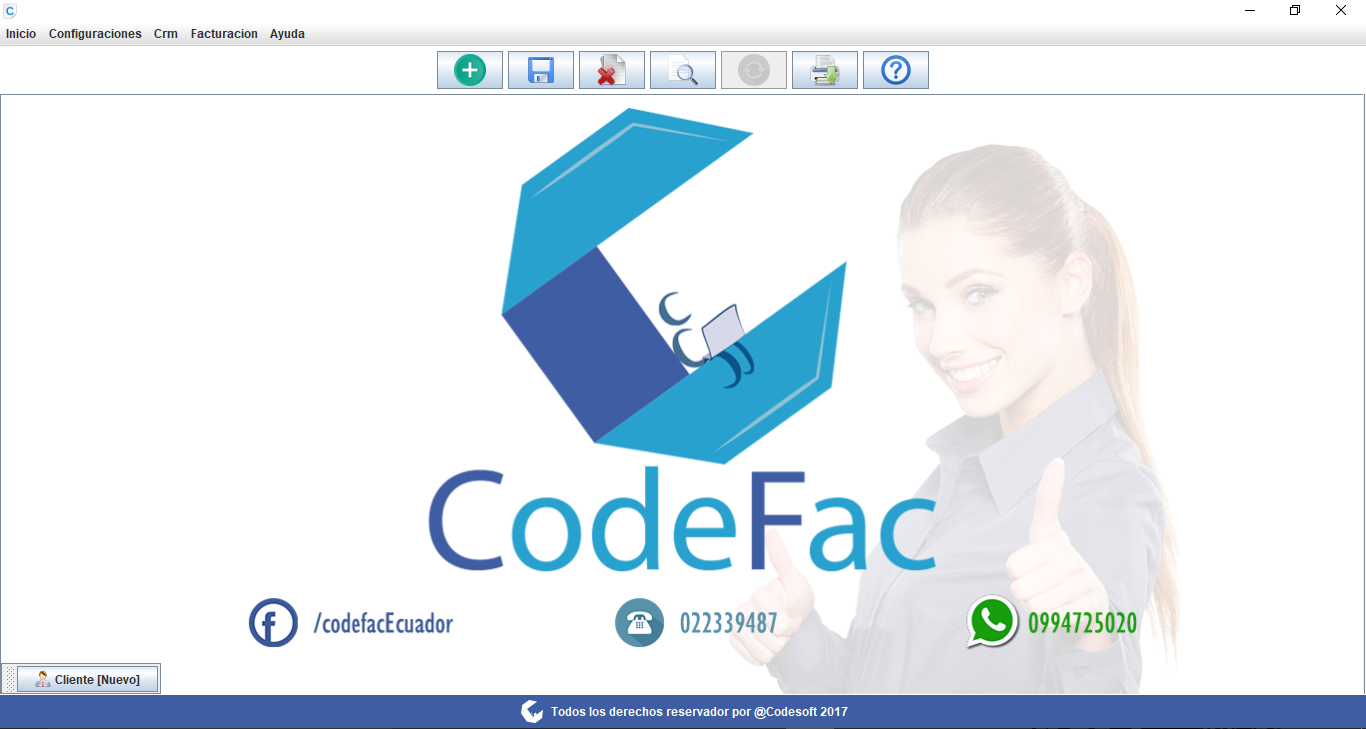 C
Inicio Configuraciones Crm Facturacion Ayuda
CodeFac
/codefacEcuador 022339487 0994725020
Cliente [Nuevo]
Todos los derechos reservador por @Codesoft 2017